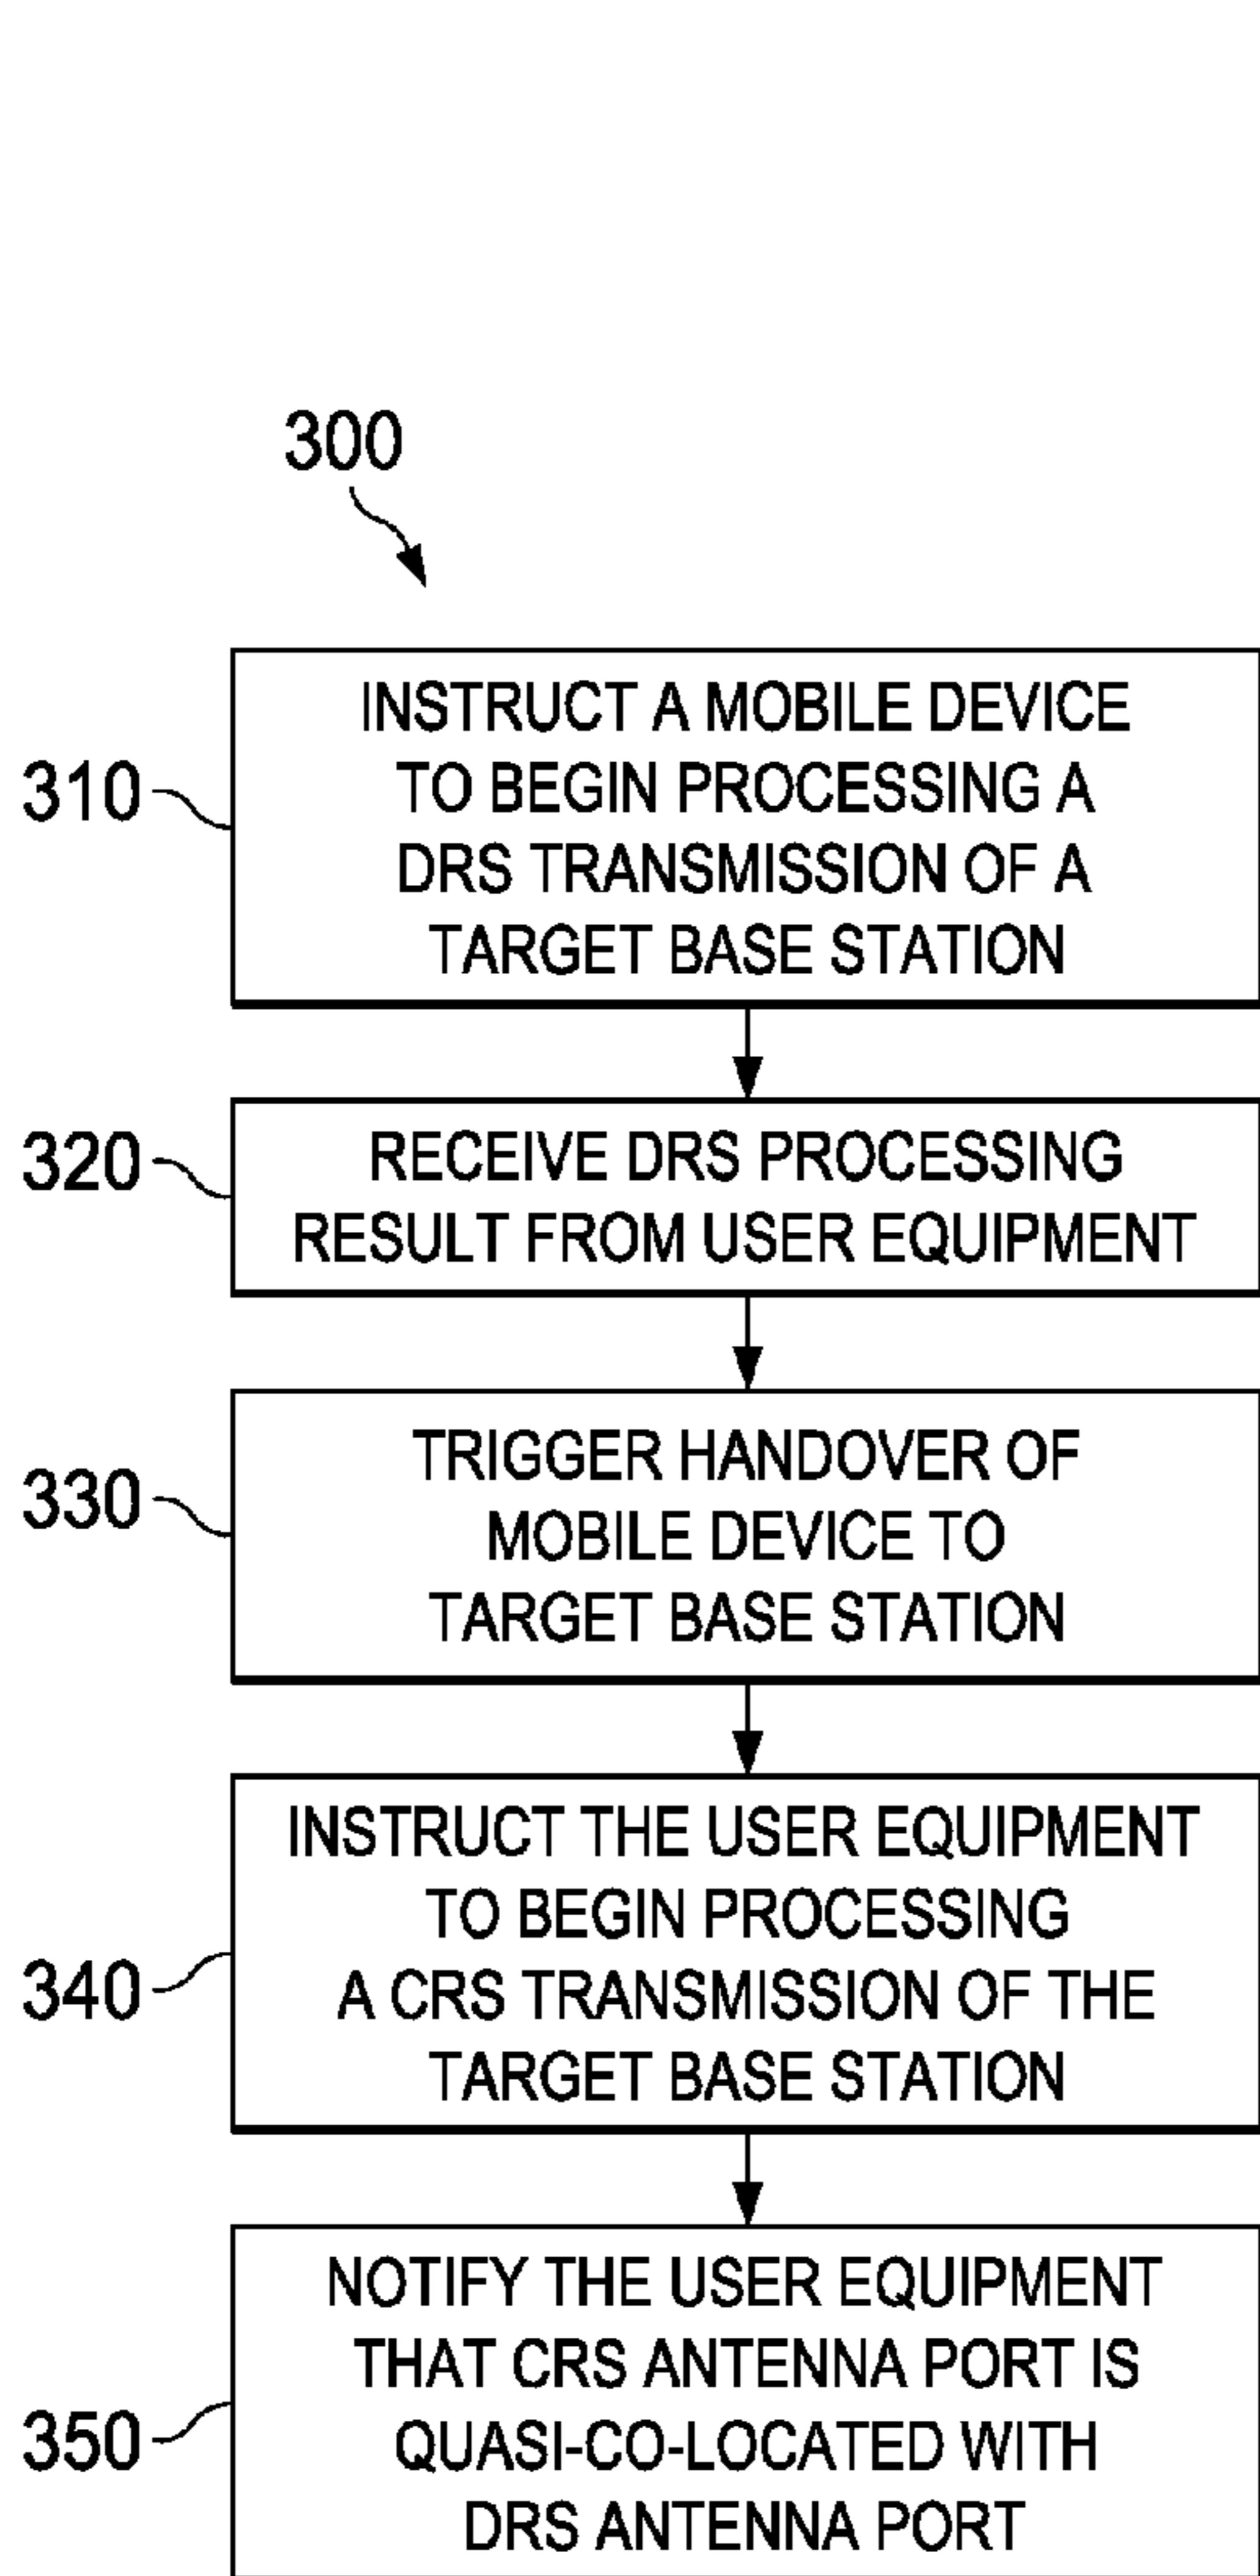 300
310
INSTRUCT A MOBILE DEVICE
TO BEGIN PROCESSING A
DRS TRANSMISSION OF A
TARGET BASE STATION
320
RECEIVE DRS PROCESSING
RESULT FROM USER EQUIPMENT
330
TRIGGER HANDOVER OF
MOBILE DEVICE TO
TARGET BASE STATION
340
INSTRUCT THE USER EQUIPMENT
TO BEGIN PROCESSING
A CRS TRANSMISSION OF THE
TARGET BASE STATION
350
NOTIFY THE USER EQUIPMENT
THAT CRS ANTENNA PORT IS
QUASI-CO-LOCATED WITH
DRS ANTENNA PORT